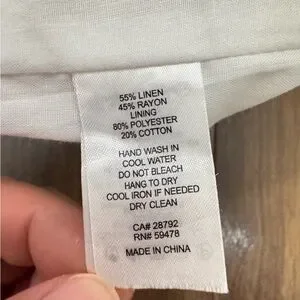 55% LINEN
45% RAYON
LINING
80% POLYESTER
20% COTTON
HAND WASH IN
COOL WATER
DO NOT BLEACH
HANG TO DRY
COOL IRON IF NEEDED
DRY CLEAN
CA# 28792
RN# 59478
MADE IN CHINA